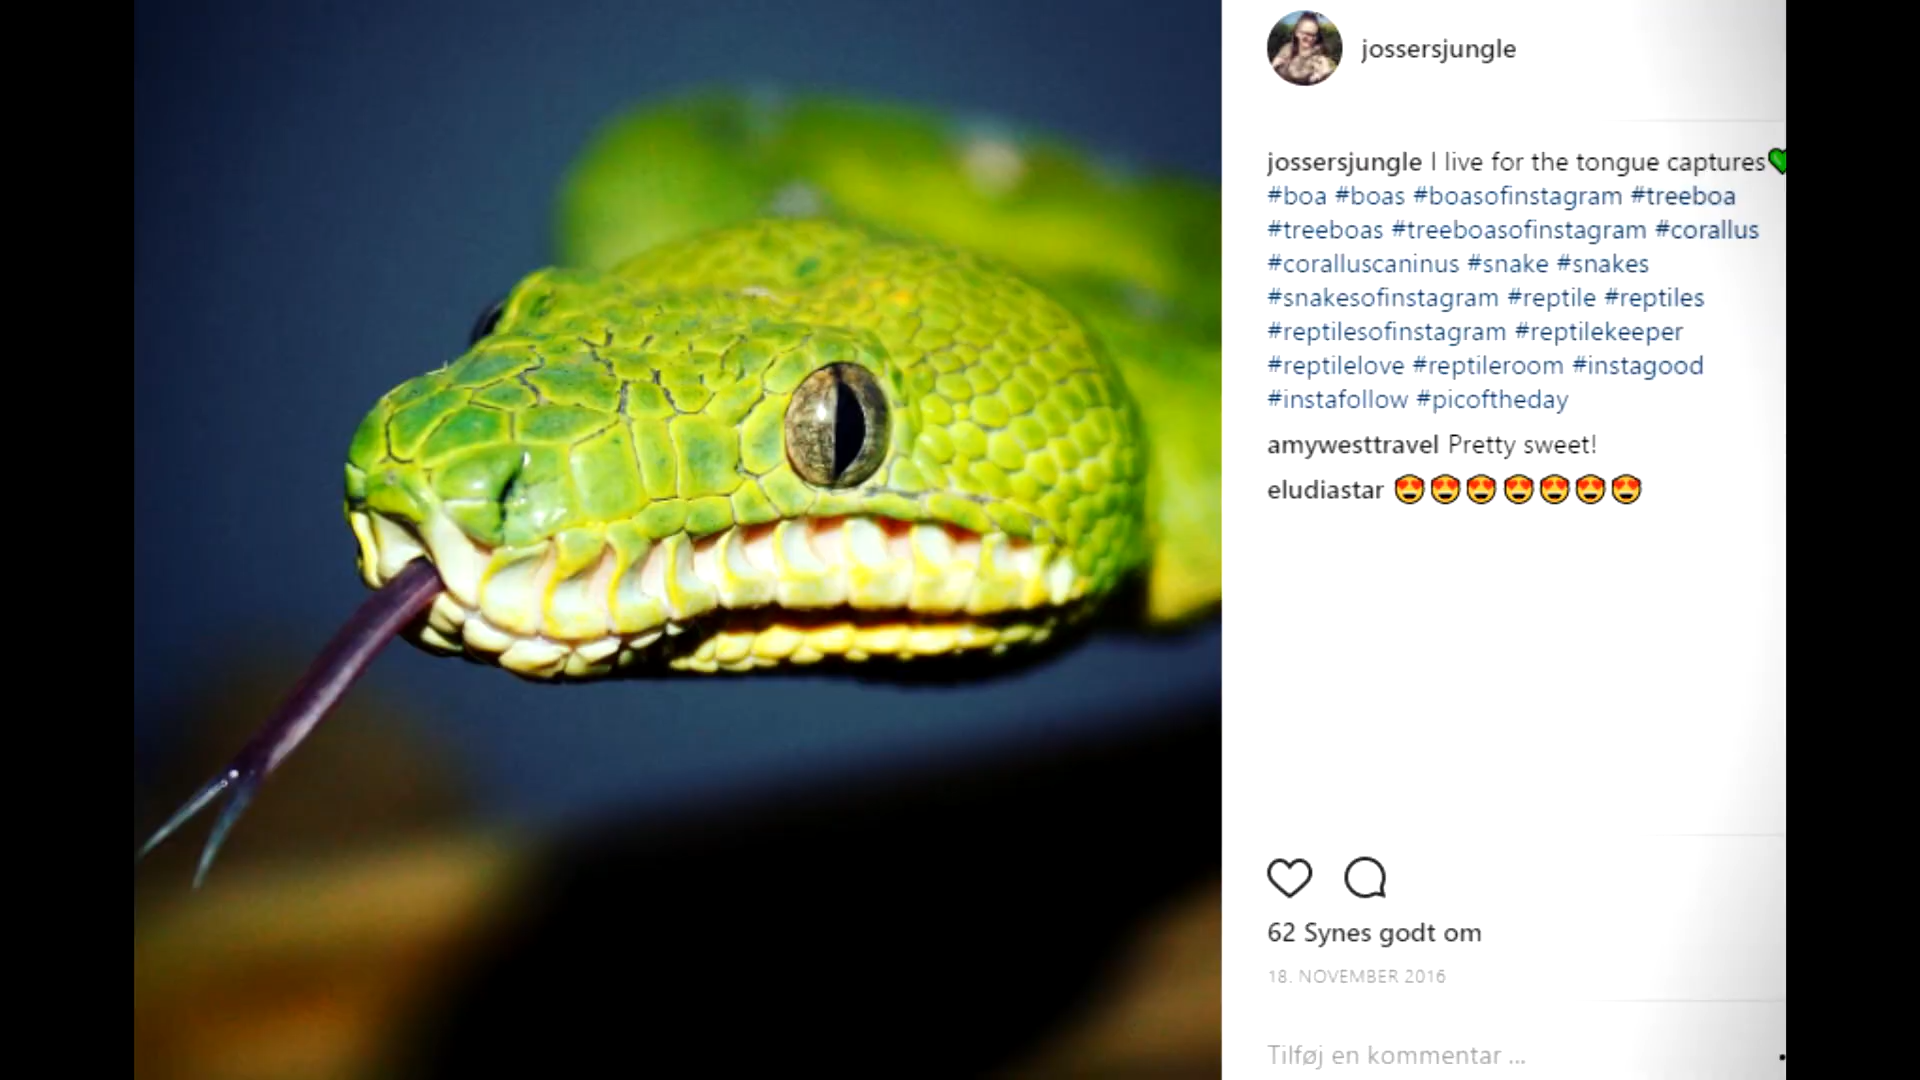 jossersjungle
jossersjungle I live for the tongue captures💚
#boa #boas #boasofinstagram #treeboa
#treeboas #treeboasofinstagram #corallus
#coralluscaninus #snake #snakes
#snakesofinstagram #reptile #reptiles
#reptilesofinstagram #reptilekeeper
#reptilelove #reptileroom #instagood
#instafollow #picoftheday
amywesttravel Pretty sweet!
eludiastar 😍😍😍😍😍😍😍
62 Synes godt om
18. NOVEMBER 2016
Tilføj en kommentar ...